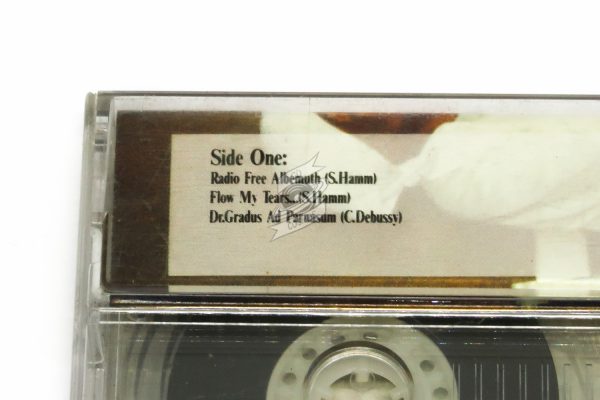 Side One:
Radio Free Albemuth (S.Hamm)
Flow My Tears...(S.Hamm)
Dr.Gradus Ad Parnasum (C.Debussy)